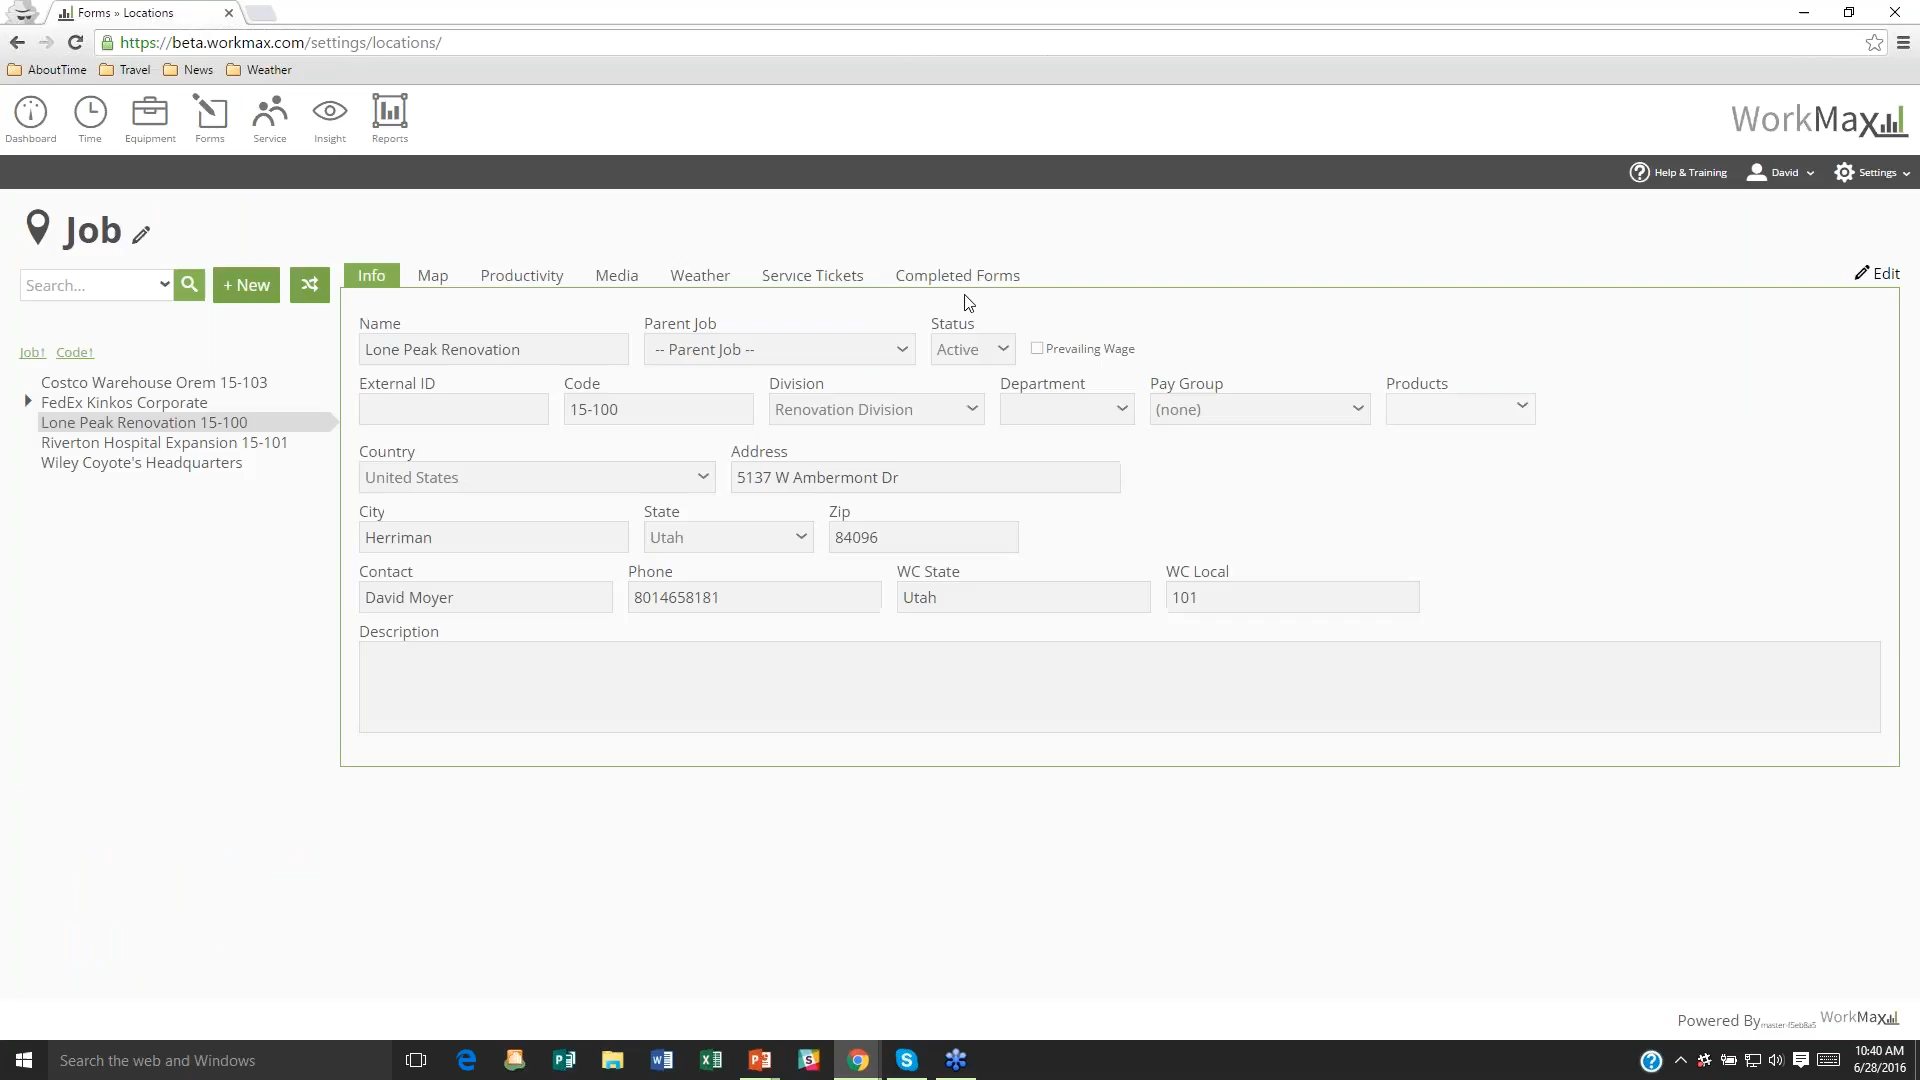 Forms » Locations
https://beta.workmax.com/settings/locations/
AboutTime Travel News Weather
Dashboard Time Equipment Forms Service Insight Reports
WorkMax
Help & Training David Settings
Job
Search... + New
Info Map Productivity Media Weather Service Tickets Completed Forms Edit
Job↑ Code↑
Costco Warehouse Orem 15-103
FedEx Kinkos Corporate
Lone Peak Renovation 15-100
Riverton Hospital Expansion 15-101
Wiley Coyote's Headquarters
Name Parent Job Status
Lone Peak Renovation -- Parent Job -- Active Prevailing Wage
External ID Code Division Department Pay Group Products
15-100 Renovation Division (none)
Country Address
United States 5137 W Ambermont Dr
City State Zip
Herriman Utah 84096
Contact Phone WC State WC Local
David Moyer 8014658181 Utah 101
Description
Powered By master-f5eb8a5 WorkMax
Search the web and Windows
10:40 AM
6/28/2016